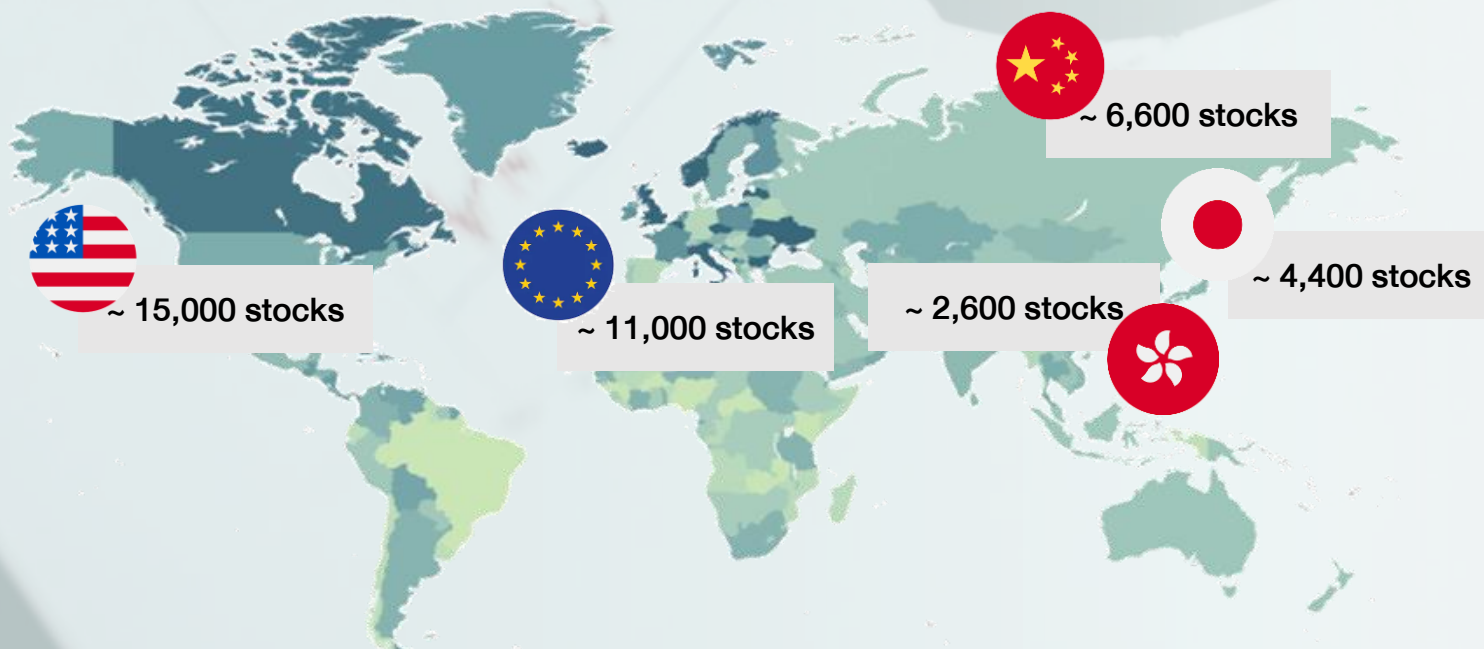 ~ 6,600 stocks
~ 4,400 stocks
~ 15,000 stocks
~ 11,000 stocks
~ 2,600 stocks